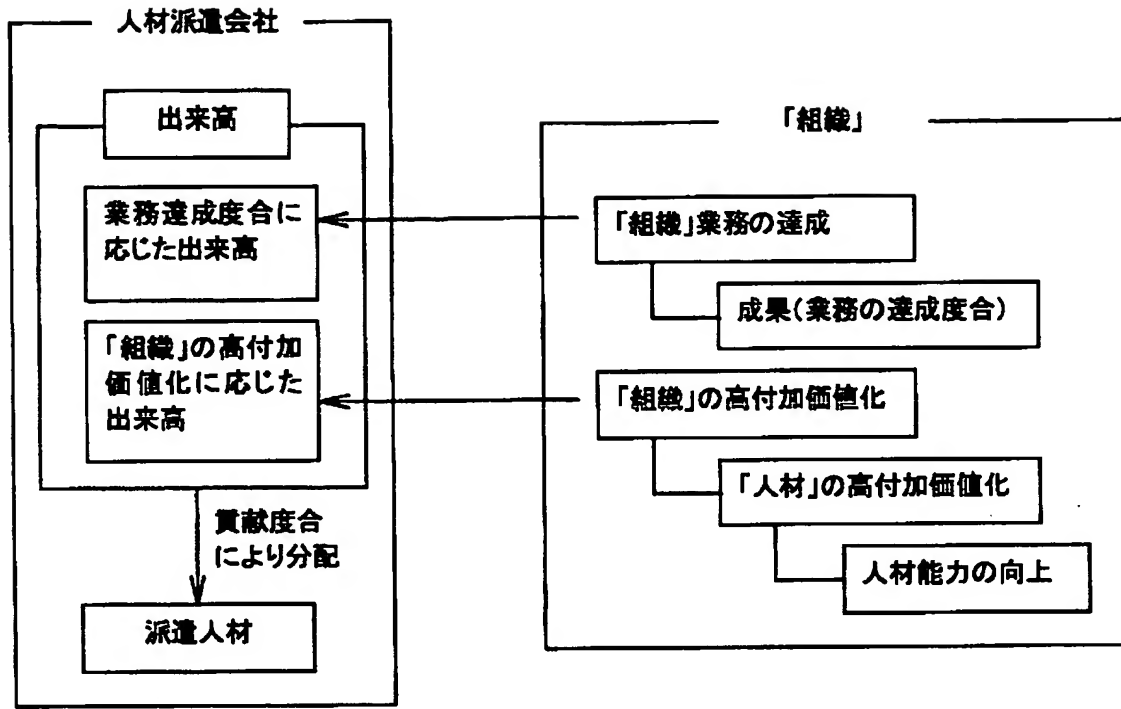 人材派遣会社
出来高
業務達成度合に
応じた出来高
「組織」の高付加
価値化に応じた
出来高
貢献度合
により分配
派遣人材
「組織」
「組織」業務の達成
成果(業務の達成度合)
「組織」の高付加価値化
「人材」の高付加価値化
人材能力の向上